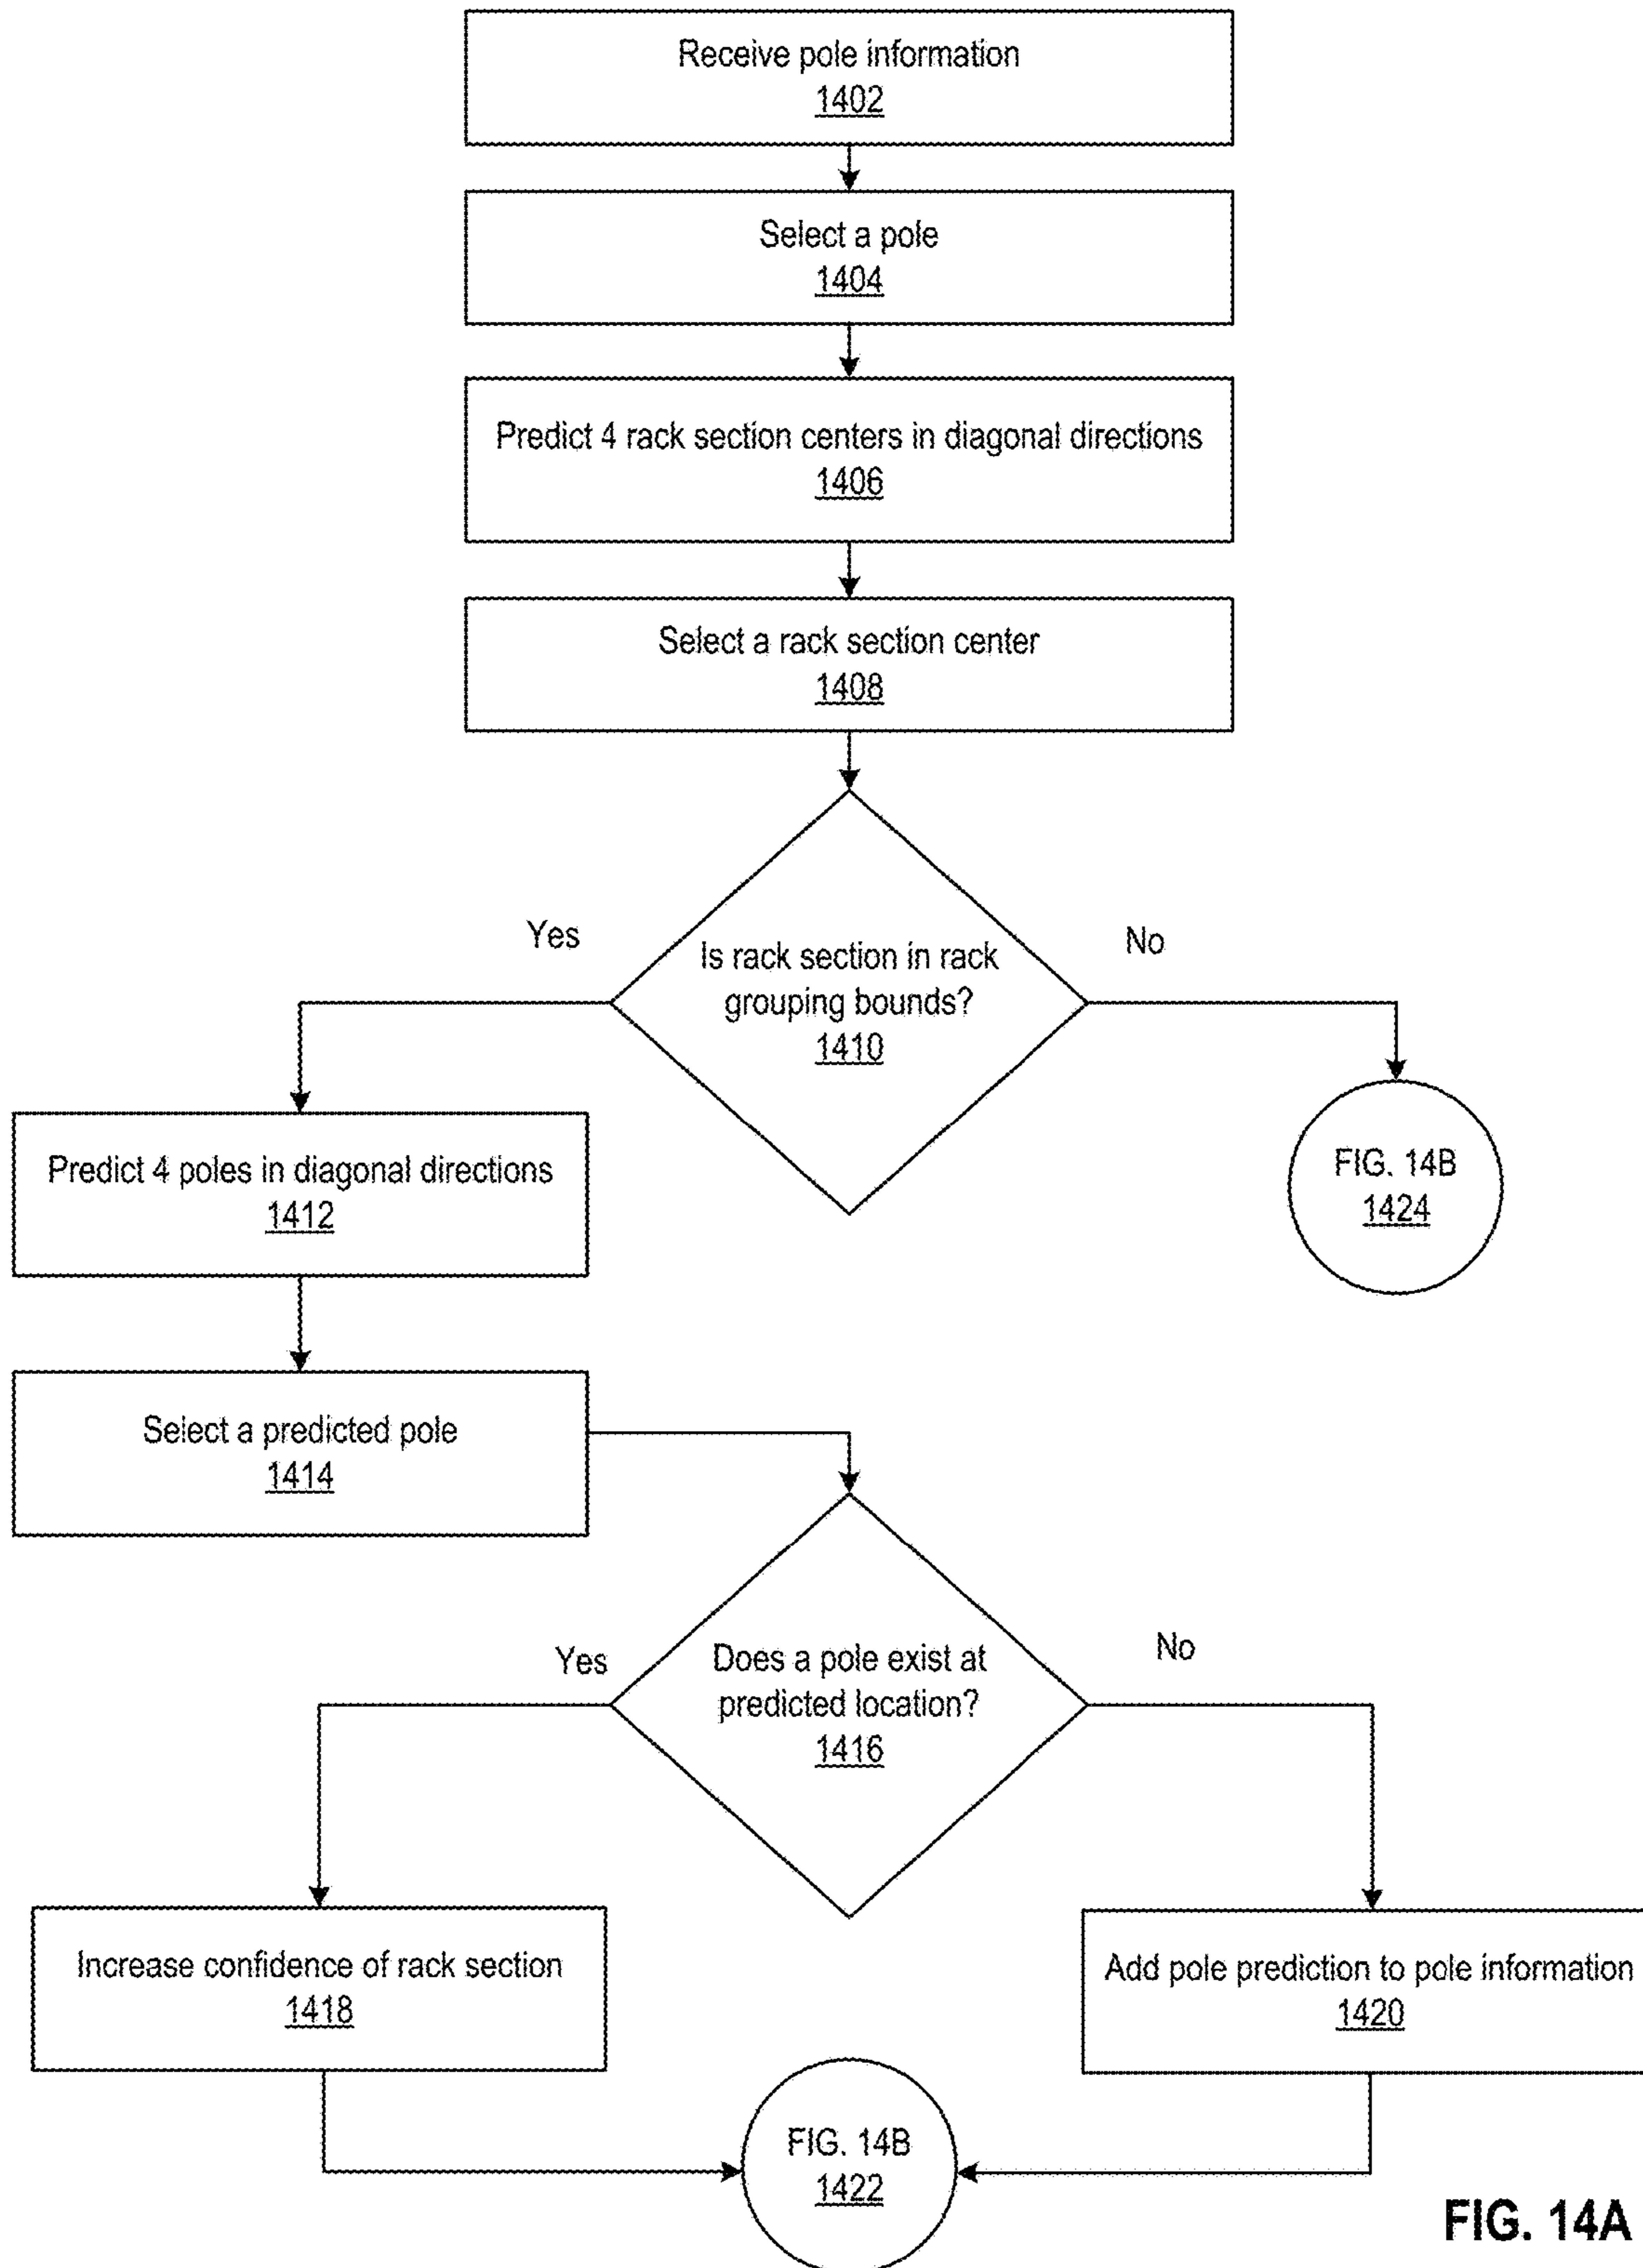 Receive pole information
1402
Select a pole
1404
Predict 4 rack section centers in diagonal directions
1406
Select a rack section center
1408
Yes
No
Is rack section in rack
grouping bounds?
1410
Predict 4 poles in diagonal directions
1412
FIG. 14B
1424
Select a predicted pole
1414
Yes
No
Does a pole exist at
predicted location?
1416
Increase confidence of rack section
1418
Add pole prediction to pole information
1420
FIG. 14B
1422
FIG. 14A